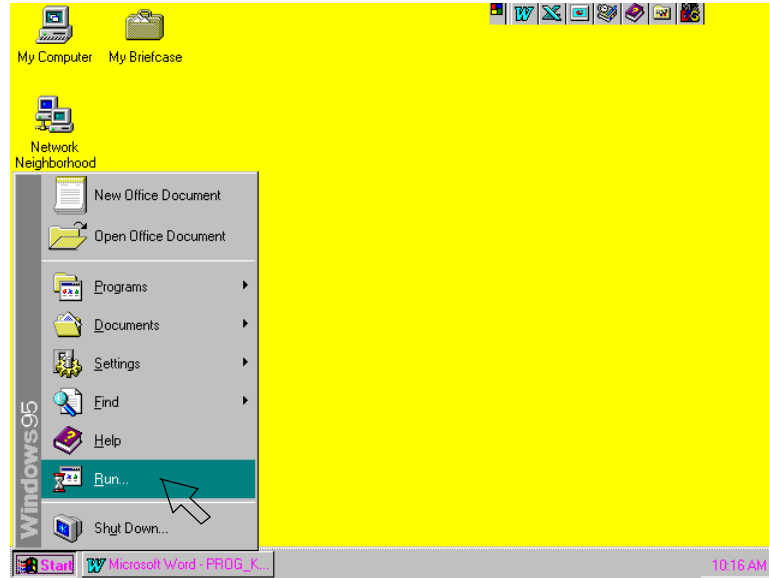 My Computer
My Briefcase
Network
Neighborhood
New Office Document
Open Office Document
Programs
Documents
Settings
Find
Help
Run...
Shut Down...
Windows95
Start
Microsoft Word - PROG_K...
10:16 AM